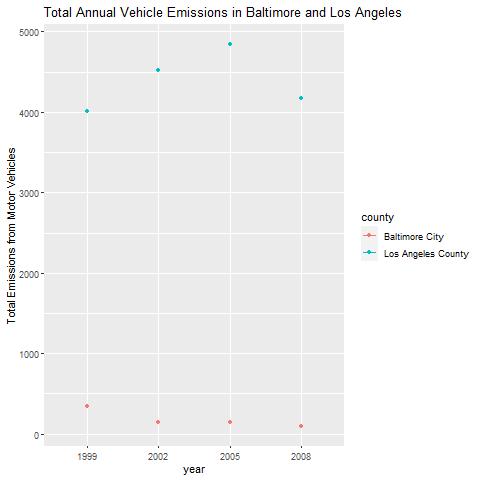 Total Annual Vehicle Emissions in Baltimore and Los Angeles
Total Emissions from Motor Vehicles
5000
4000
3000
2000
1000
0
1999 2002 2005 2008
year
county
Baltimore City
Los Angeles County